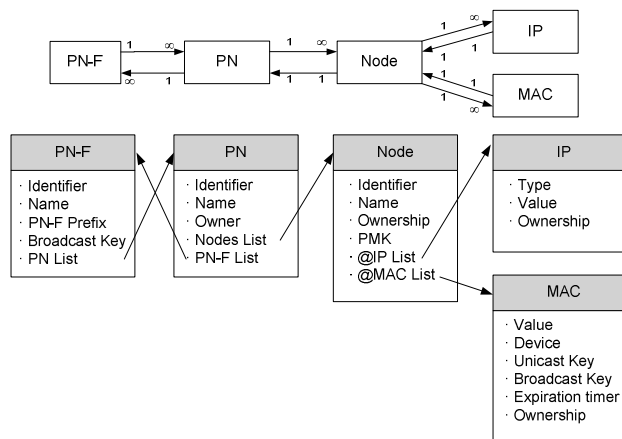 PN-F
1
∞
∞
1
PN
1
∞
1
1
Node
1
∞
1
1
IP
1
1
1
∞
MAC
PN-F
· Identifier
· Name
· PN-F Prefix
· Broadcast Key
· PN List
PN
· Identifier
· Name
· Owner
· Nodes List
· PN-F List
Node
· Identifier
· Name
· Ownership
· PMK
· @IP List
· @MAC List
IP
· Type
· Value
· Ownership
MAC
· Value
· Device
· Unicast Key
· Broadcast Key
· Expiration timer
· Ownership